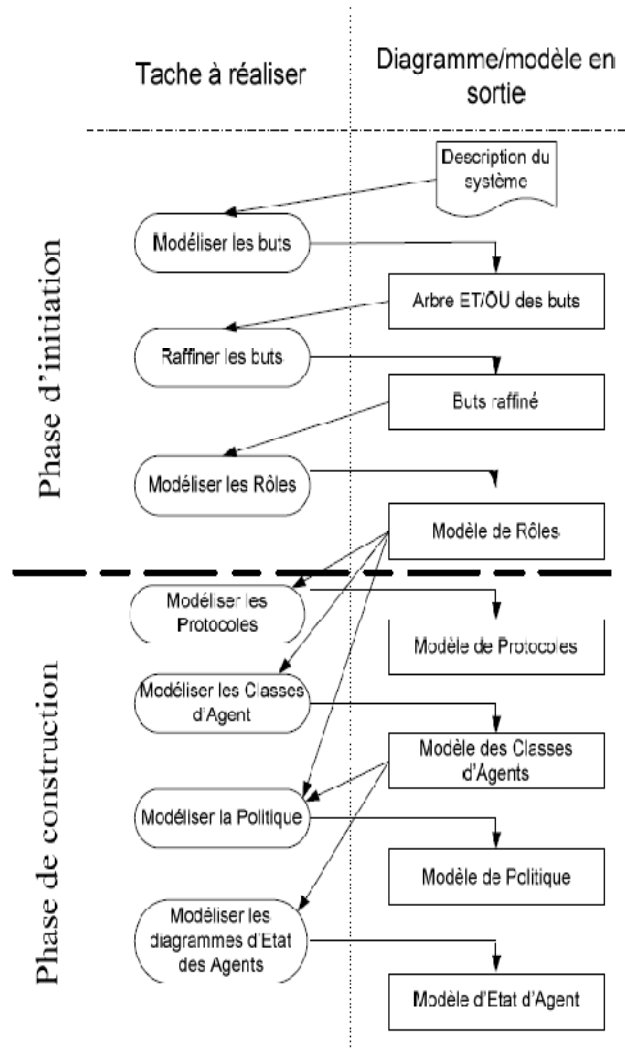 Tache à réaliser
Diagramme/modèle en
sortie
Phase d'initiation
Description du
système
Modéliser les buts
Arbre ET/OU des buts
Raffiner les buts
Buts raffiné
Modéliser les Rôles
Modèle de Rôles
Phase de construction
Modéliser les
Protocoles
Modèle de Protocoles
Modéliser les Classes
d'Agent
Modèle des Classes
d'Agents
Modéliser la Politique
Modèle de Politique
Modéliser les
diagrammes d'Etat
des Agents
Modèle d'Etat d'Agent